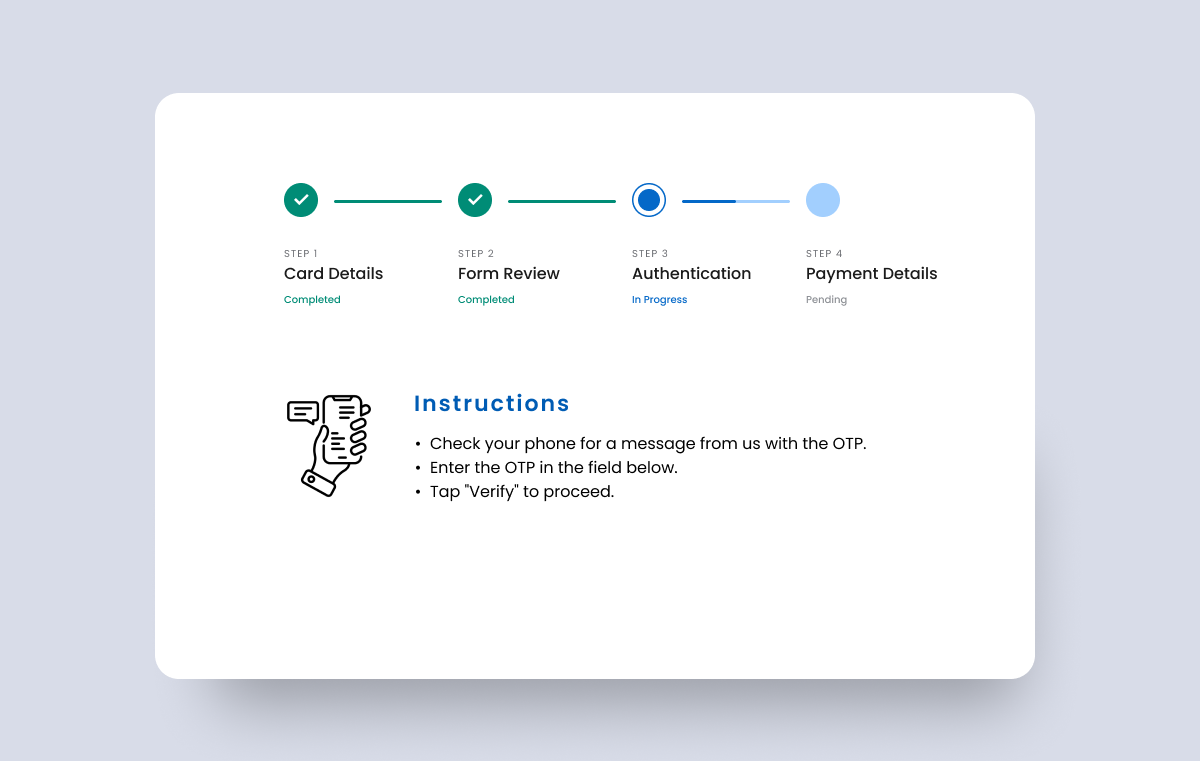 STEP 1
Card Details
Completed
STEP 2
Form Review
Completed
STEP 3
Authentication
In Progress
STEP 4
Payment Details
Pending
Instructions
• Check your phone for a message from us with the OTP.
• Enter the OTP in the field below.
• Tap "Verify" to proceed.